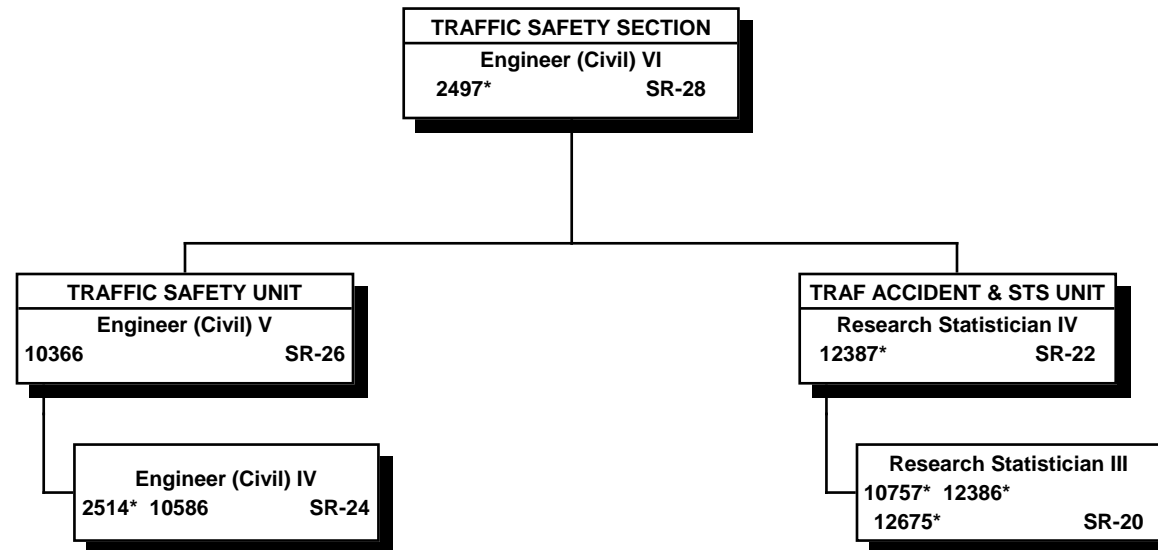 TRAFFIC SAFETY SECTION
Engineer (Civil) VI
2497* SR-28
TRAFFIC SAFETY UNIT
Engineer (Civil) V
10366 SR-26
Engineer (Civil) IV
2514* 10586 SR-24
TRAF ACCIDENT & STS UNIT
Research Statistician IV
12387* SR-22
Research Statistician III
10757* 12386*
12675* SR-20